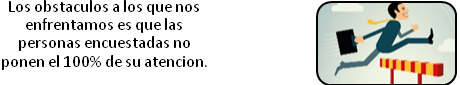 Los obstaculos a los que nos
enfrentamos es que las
personas encuestadas no
ponen el 100% de su atencion.